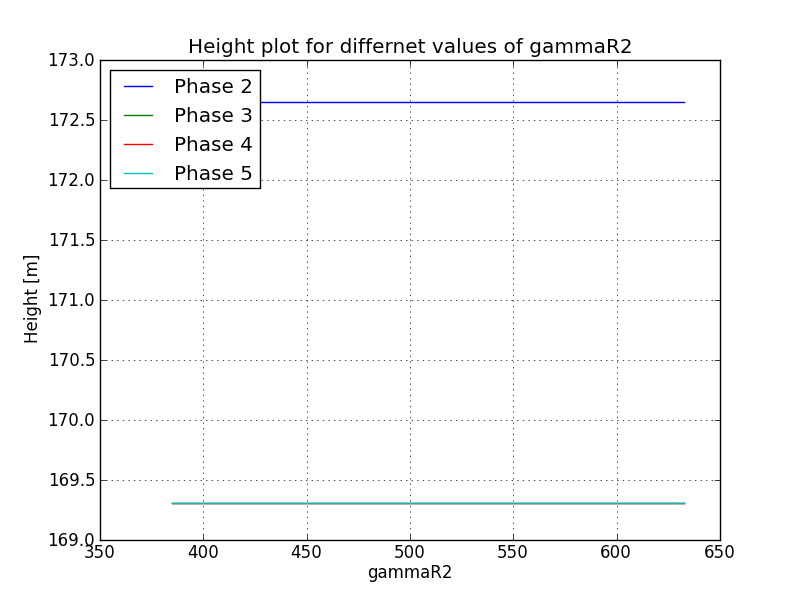 Height plot for differnet values of gammaR2
173.0
172.5
172.0
171.5
171.0
170.5
170.0
169.5
169.0
Height [m]
Phase 2
Phase 3
Phase 4
Phase 5
350 400 450 500 550 600 650
gammaR2